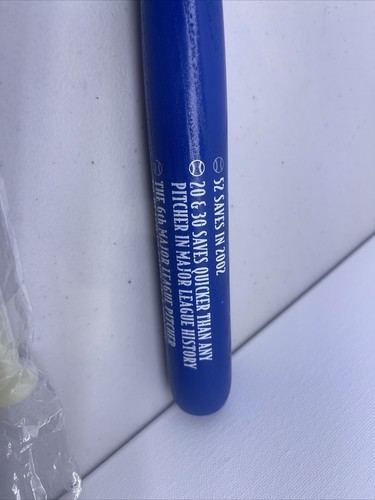 52 SAVES IN 2002
20 & 30 SAVES QUICKER THAN ANY
PITCHER IN MAJOR LEAGUE HISTORY
THE 6th MAJOR LEAGUE PITCHER